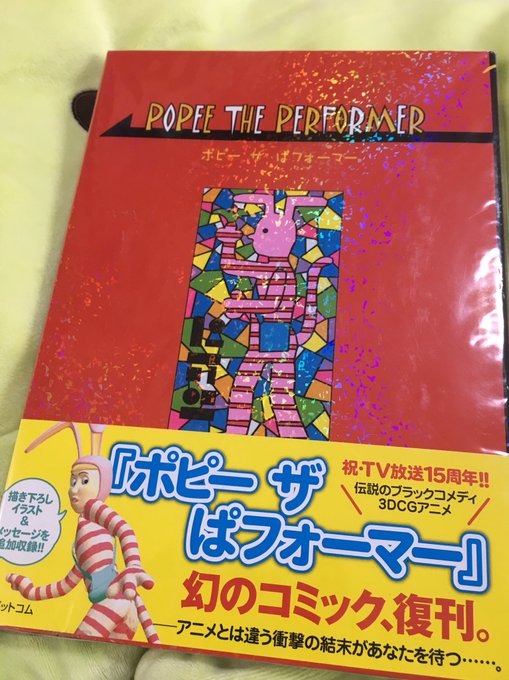 POPEE THE PERFORMER
ポピー ザ ぱフォーマー
祝・TV放送15周年!!
伝説のブラックコメディ
3DCGアニメ
『ポピー ザ
ぱフォーマー』
描き下ろし
イラスト
&
メッセージを
追加収録!!
幻のコミック、復刊。
――アニメとは違う衝撃の結末があなたを待つ……。
ットコム